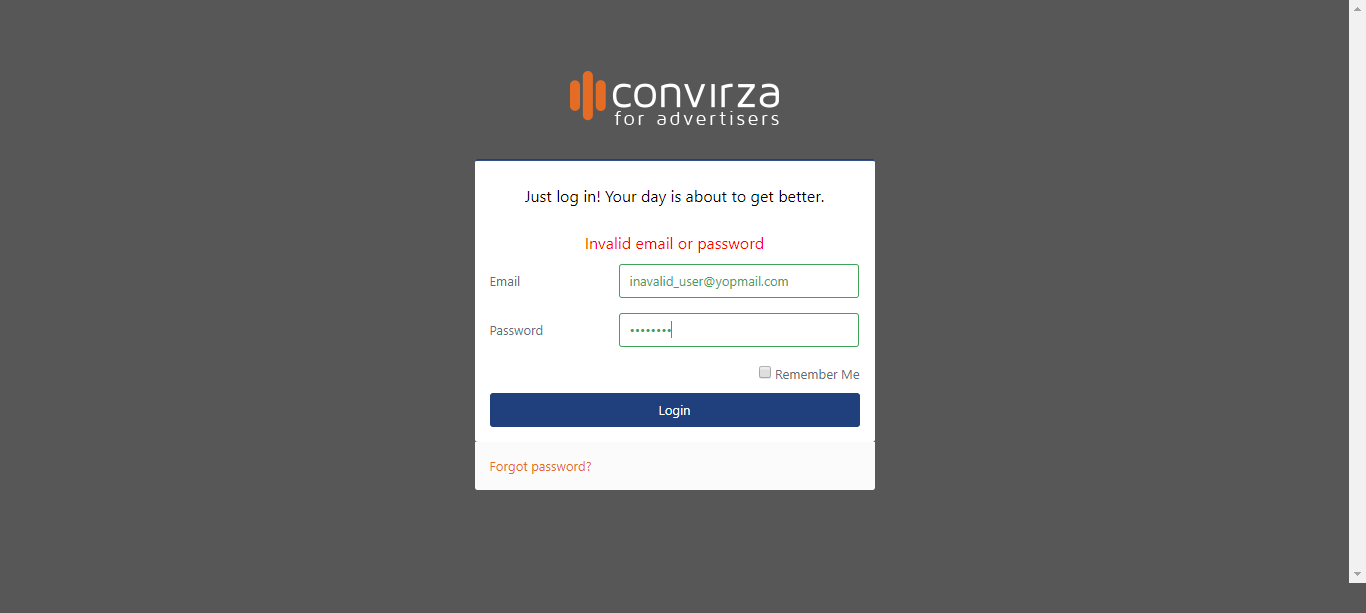 convirza
for advertisers
Just log in! Your day is about to get better.
Invalid email or password
Email
inavalid_user@yopmail.com
Password
••••••••
Remember Me
Login
Forgot password?